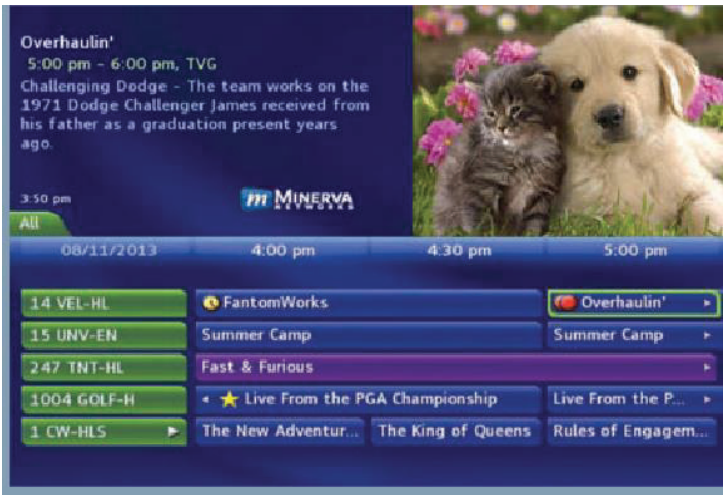 Overhaulin'
5:00 pm - 6:00 pm, TVG
Challenging Dodge - The team works on the
1971 Dodge Challenger James received from
his father as a graduation present years
ago.
3:50 pm
m MINERVA
NETWORKS
All
08/11/2013 4:00 pm 4:30 pm 5:00 pm
14 VEL-HL FantomWorks Overhaulin'
15 UNV-EN Summer Camp Summer Camp
247 TNT-HL Fast & Furious
1004 GOLF-H Live From the PGA Championship Live From the P...
1 CW-HLS The New Adventur... The King of Queens Rules of Engagem...